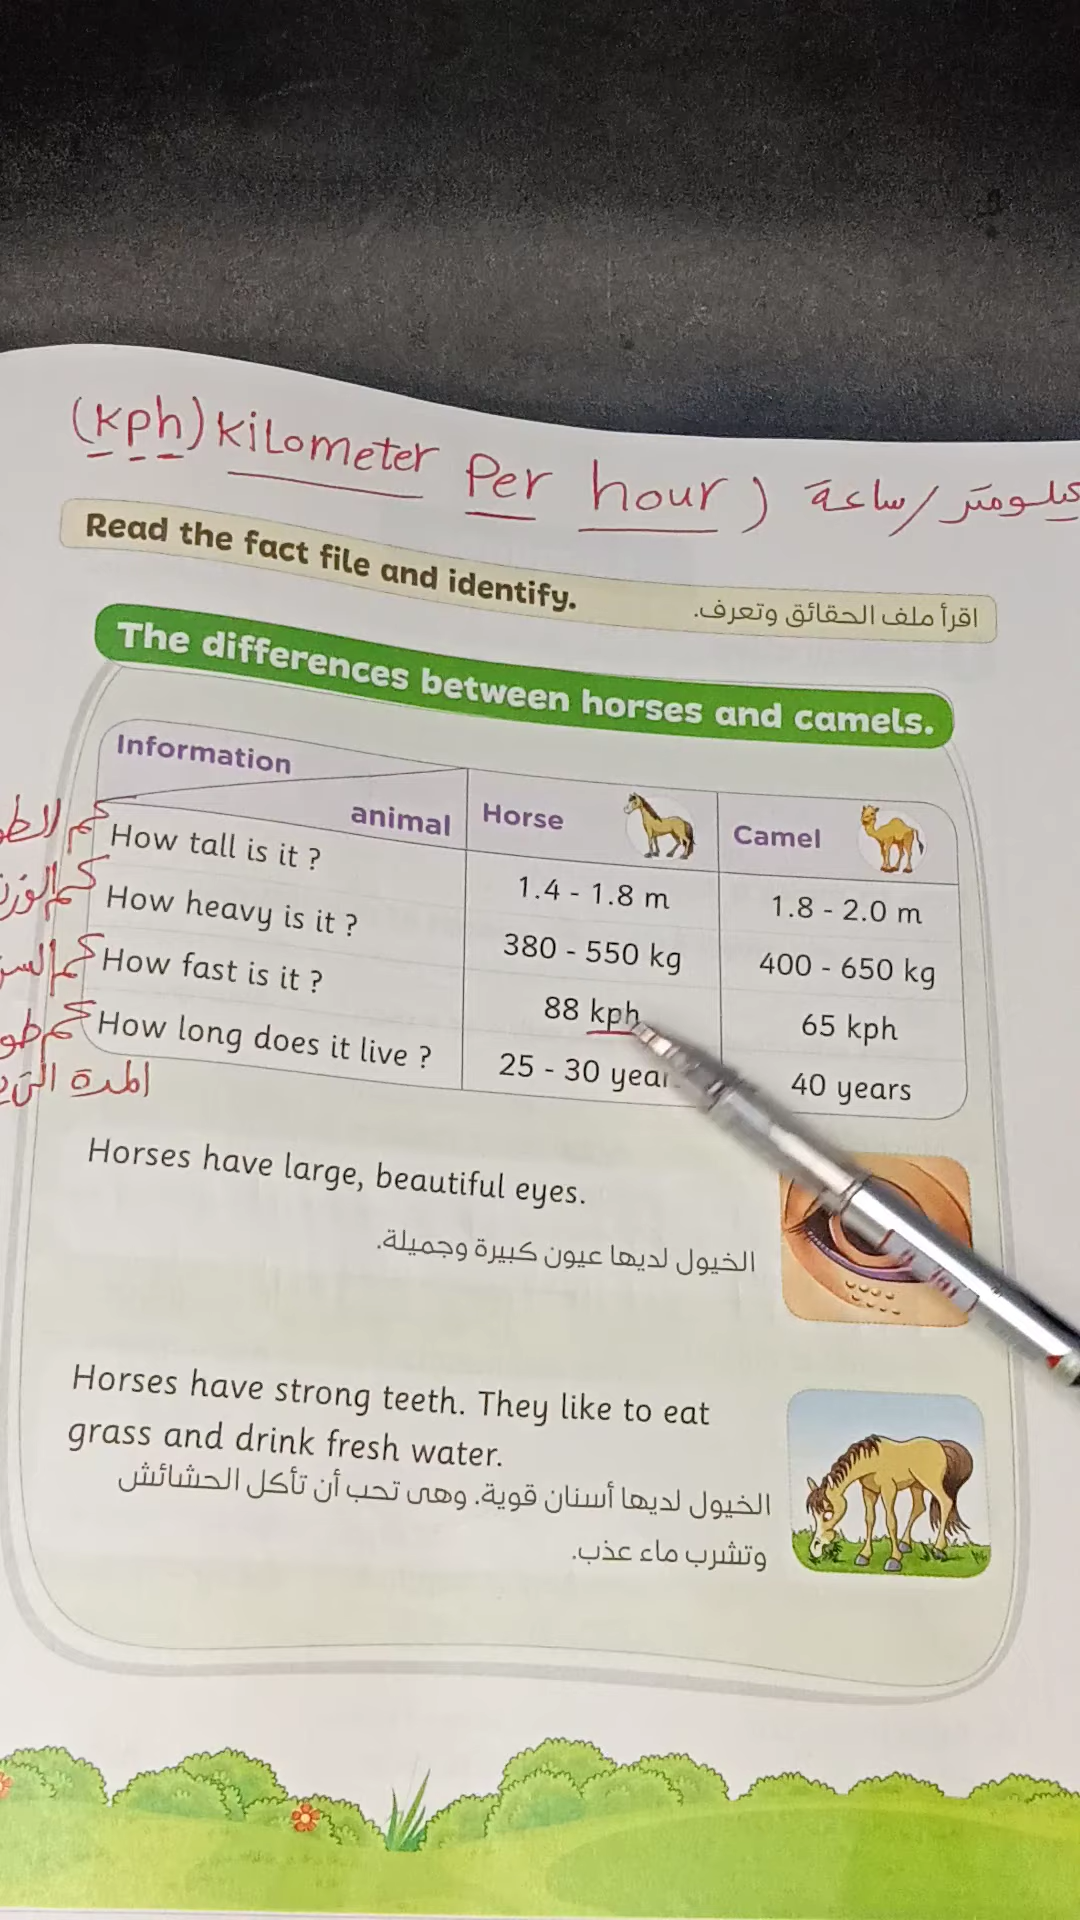 (kph) kilometer Per hour) كيلومتر/ساعة
Read the fact file and identify.
اقرأ ملف الحقائق وتعرف.
The differences between horses and camels.
Information
animal
Horse
Camel
How tall is it ? 1.4 - 1.8 m 1.8 - 2.0 m
كم
How heavy is it ? 380 - 550 kg 400 - 650 kg
كم
How fast is it ? 88 kph 65 kph
كم
How long does it live ? 25 - 30 40 years
كم
المدة
Horses have large, beautiful eyes.
الخيول لديها عيون كبيرة وجميلة.
Horses have strong teeth. They like to eat
grass and drink fresh water.
الخيول لديها أسنان قوية. وهى تحب أن تأكل الحشائش
وتشرب ماء عذب.